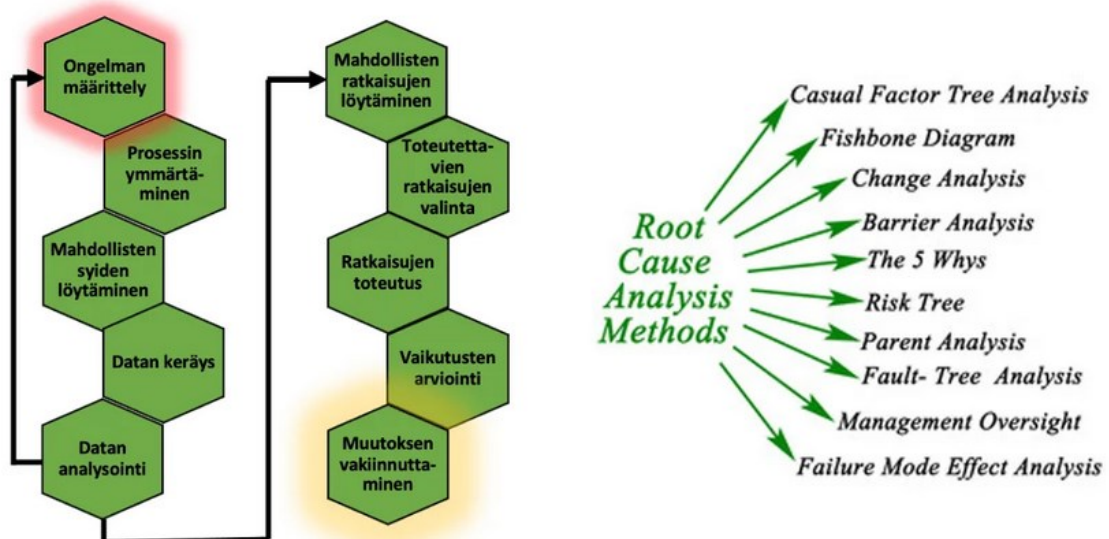 Ongelman
määrittely
Prosessin
ymmärtä-
minen
Mahdollisten
syiden
löytäminen
Datan keräys
Datan
analysointi
Mahdollisten
ratkaisujen
löytäminen
Toteutetta-
vien
ratkaisujen
valinta
Ratkaisujen
toteutus
Vaikutusten
arviointi
Muutoksen
vakiinnutta-
minen
Root
Cause
Analysis
Methods
Casual Factor Tree Analysis
Fishbone Diagram
Change Analysis
Barrier Analysis
The 5 Whys
Risk Tree
Parent Analysis
Fault- Tree Analysis
Management Oversight
Failure Mode Effect Analysis